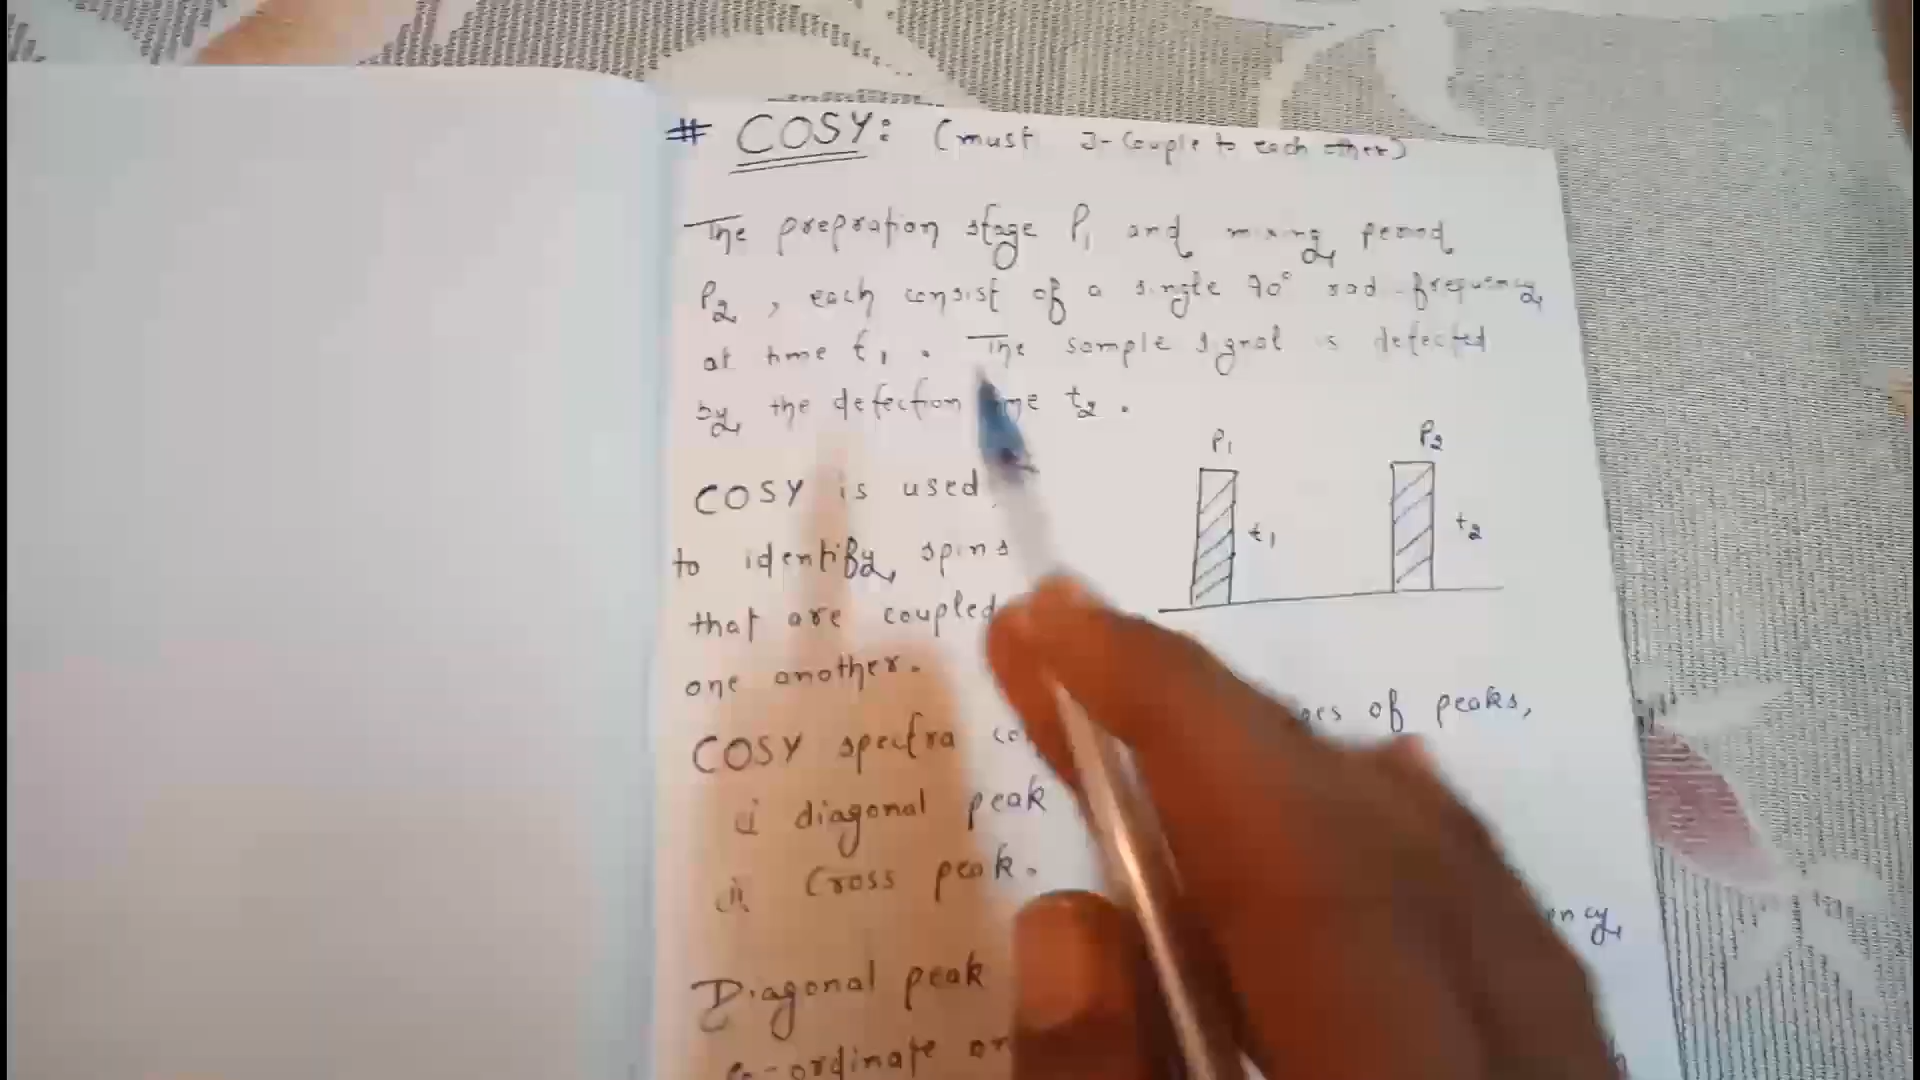 # COSY: (must J-couple to each other)
The prepration stage P1 and mixing period
P2, each consist of a single 90° rad-frequency
at time t1. The sample signal is detected
by the detection t2.
P1 P2
COSY is used
t1 t2
to identify spins
that are coupled
one another.
of peaks,
COSY spectra
i) diagonal peak
ii) Cross peak.
Diagonal peak
co-ordinate